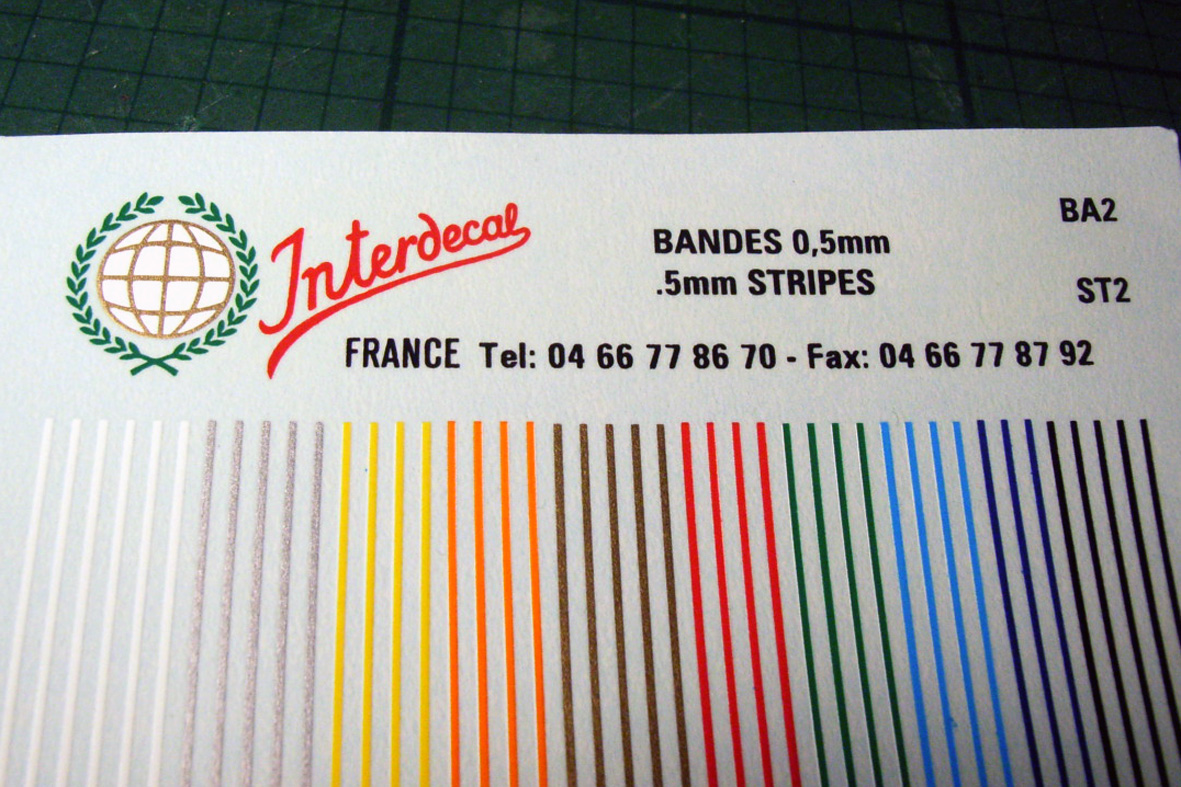 Interdecal
BANDES 0,5mm
BA2
.5mm STRIPES
ST2
FRANCE Tel: 04 66 77 86 70 - Fax: 04 66 77 87 92